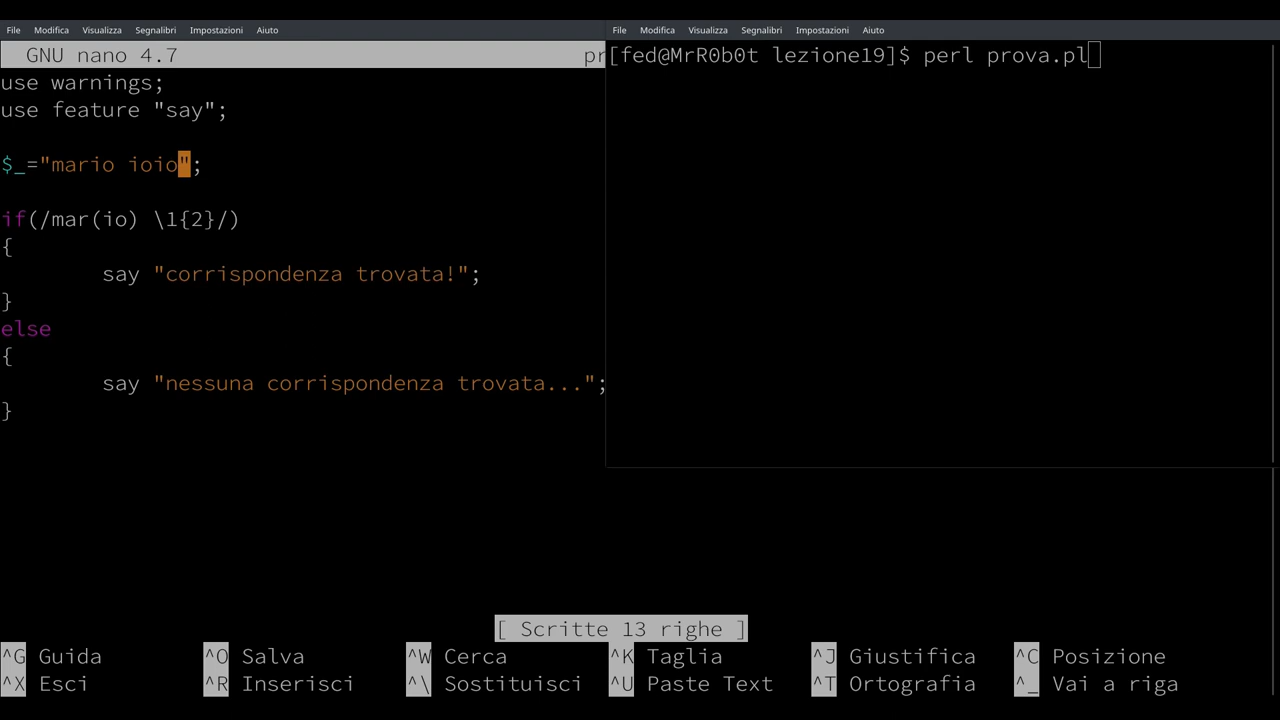 File Modifica Visualizza Segnalibri Impostazioni Aiuto
GNU nano 4.7 pr
use warnings;
use feature "say";
$_="mario ioio";
if(/mar(io) \1{2}/)
{
say "corrispondenza trovata!";
}
else
{
say "nessuna corrispondenza trovata...";
}
File Modifica Visualizza Segnalibri Impostazioni Aiuto
[fed@MrR0b0t lezione19]$ perl prova.pl
[ Scritte 13 righe ]
^G Guida ^O Salva ^W Cerca ^K Taglia ^J Giustifica ^C Posizione
^X Esci ^R Inserisci ^\ Sostituisci ^U Paste Text ^T Ortografia ^_ Vai a riga